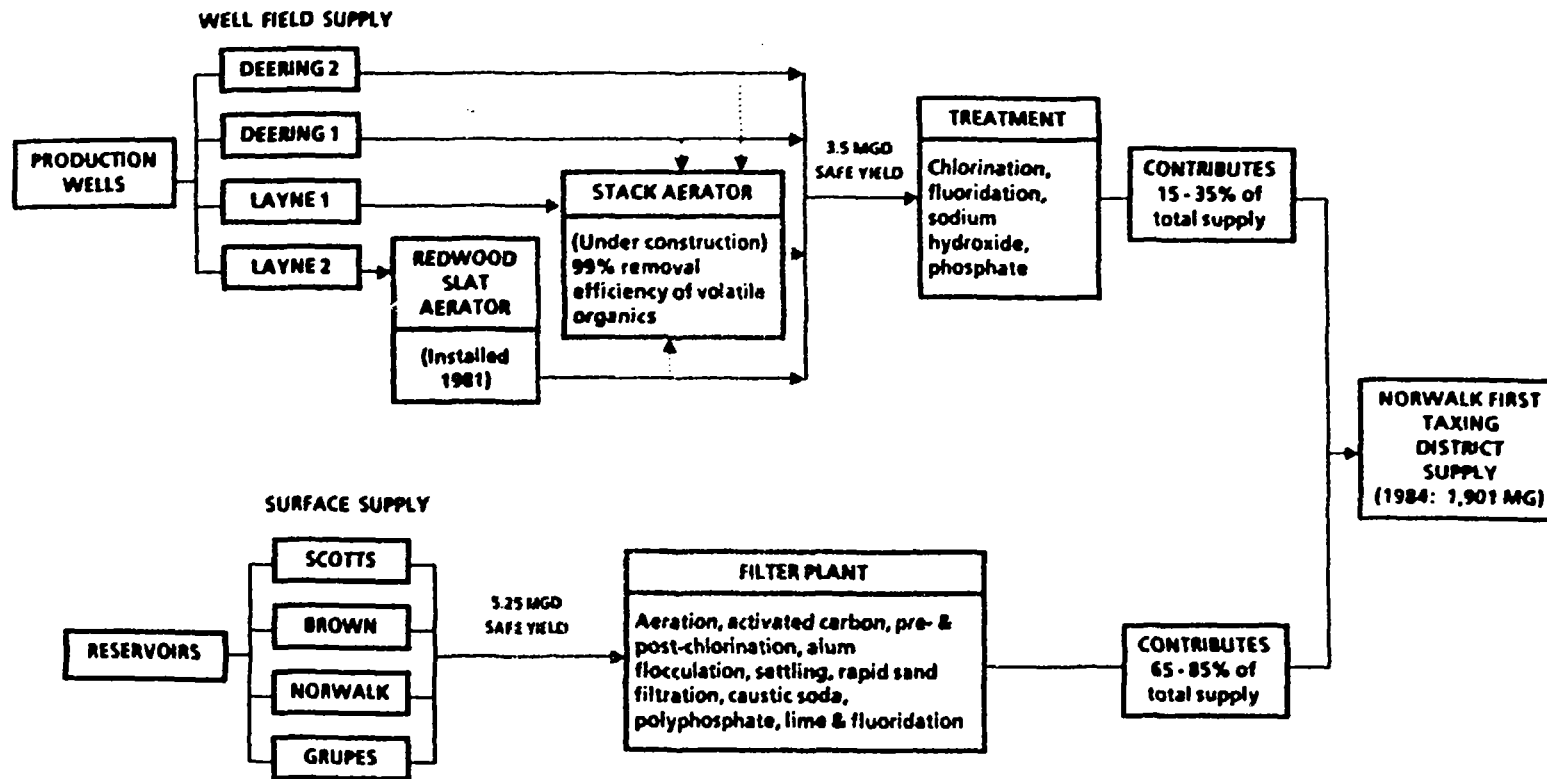 WELL FIELD SUPPLY
DEERING 2
DEERING 1
LAYNE 1
LAYNE 2
PRODUCTION
WELLS
REDWOOD
SLAT
AERATOR
(Installed
1981)
STACK AERATOR
(Under construction)
99% removal
efficiency of volatile
organics
3.5 MGD
SAFE YIELD
TREATMENT
Chlorination,
fluoridation,
sodium
hydroxide,
phosphate
CONTRIBUTES
15 - 35% of
total supply
NORWALK FIRST
TAXING
DISTRICT
SUPPLY
(1984: 1,901 MG)
SURFACE SUPPLY
RESERVOIRS
SCOTTS
BROWN
NORWALK
GRUPES
5.25 MGD
SAFE YIELD
FILTER PLANT
Aeration, activated carbon, pre- &
post-chlorination, alum
flocculation, settling, rapid sand
filtration, caustic soda,
polyphosphate, lime & fluoridation
CONTRIBUTES
65 - 85% of
total supply